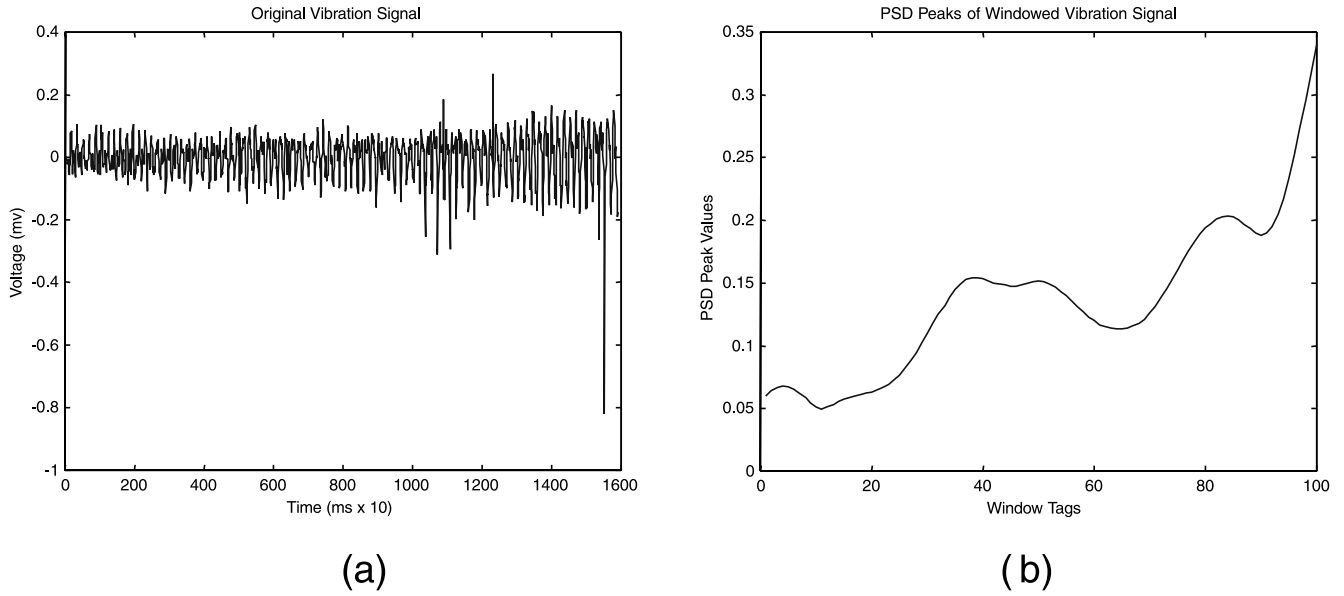 Original Vibration Signal
0.4
0.2
0
-0.2
-0.4
-0.6
-0.8
-1
Voltage (mv)
0 200 400 600 800 1000 1200 1400 1600
Time (ms x 10)
(a)
PSD Peaks of Windowed Vibration Signal
0.35
0.3
0.25
0.2
0.15
0.1
0.05
0
PSD Peak Values
0 20 40 60 80 100
Window Tags
(b)